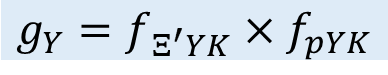 g_Y = f_{Ξ′YK} × f_{pYK}